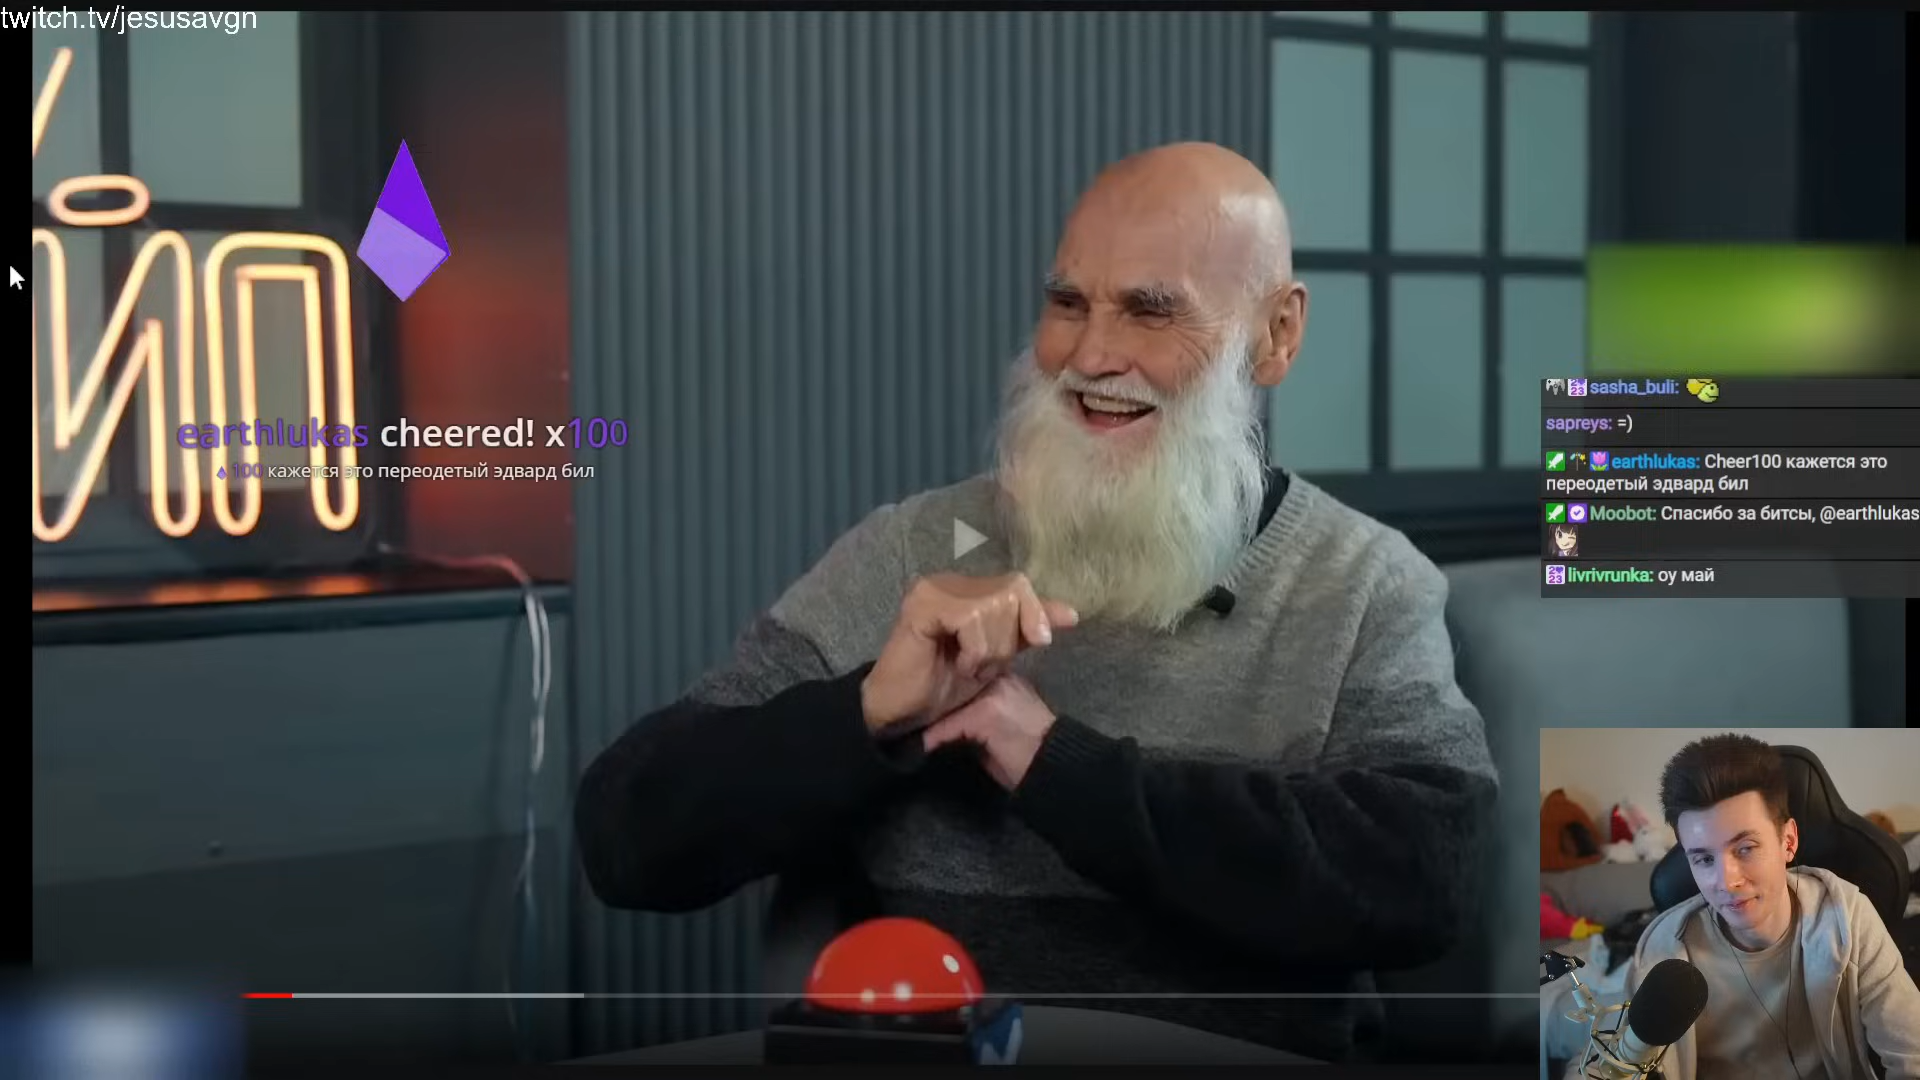 twitch.tv/jesusavgn
ИП
earthlukas cheered! x100
100 кажется это переодетый эдвард бил
sasha_buli:
sapreys: =)
earthlukas: Cheer100 кажется это
переодетый эдвард бил
Moobot: Спасибо за битсы, @earthlukas
livrivrunka: оу май